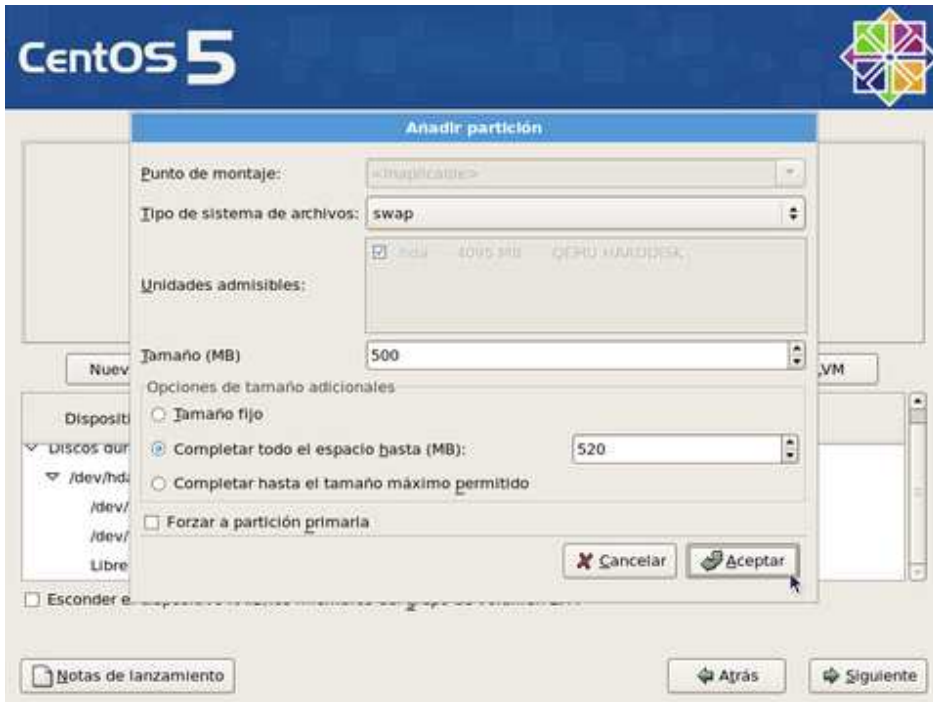 CentOS 5
Añadir partición
Punto de montaje: <Inaplicable>
Tipo de sistema de archivos: swap
hda 4095 MB QEMU HARDDISK
Unidades admisibles:
Tamaño (MB) 500
Nuev VM
Opciones de tamaño adicionales
Dispositi Tamaño fijo
Discos dur Completar todo el espacio hasta (MB): 520
/dev/hda Completar hasta el tamaño máximo permitido
/dev/
Forzar a partición primaria
/dev/
Libre Cancelar Aceptar
Esconder e
Notas de lanzamiento Atrás Siguiente